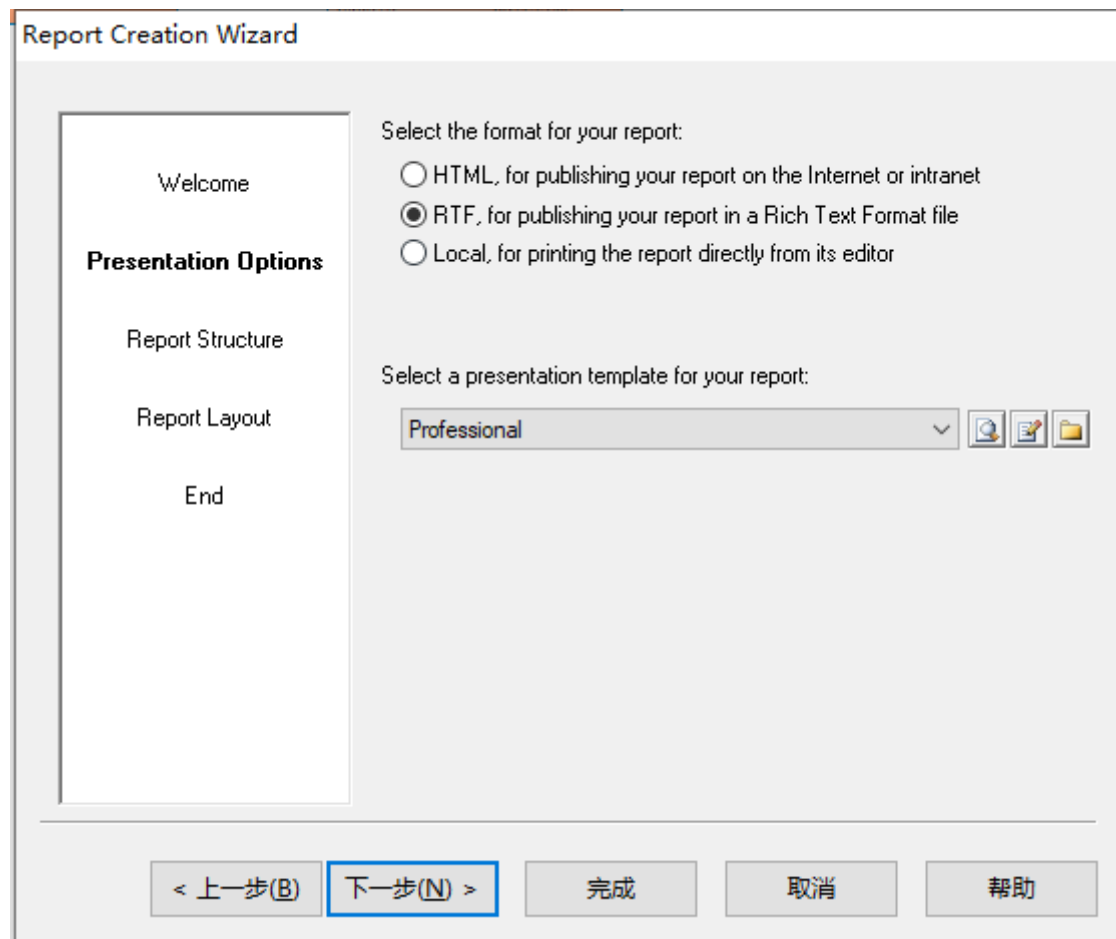 Report Creation Wizard
Welcome
Presentation Options
Report Structure
Report Layout
End
Select the format for your report:
HTML, for publishing your report on the Internet or intranet
RTF, for publishing your report in a Rich Text Format file
Local, for printing the report directly from its editor
Select a presentation template for your report:
Professional
< 上一步(B)
下一步(N) >
完成
取消
帮助